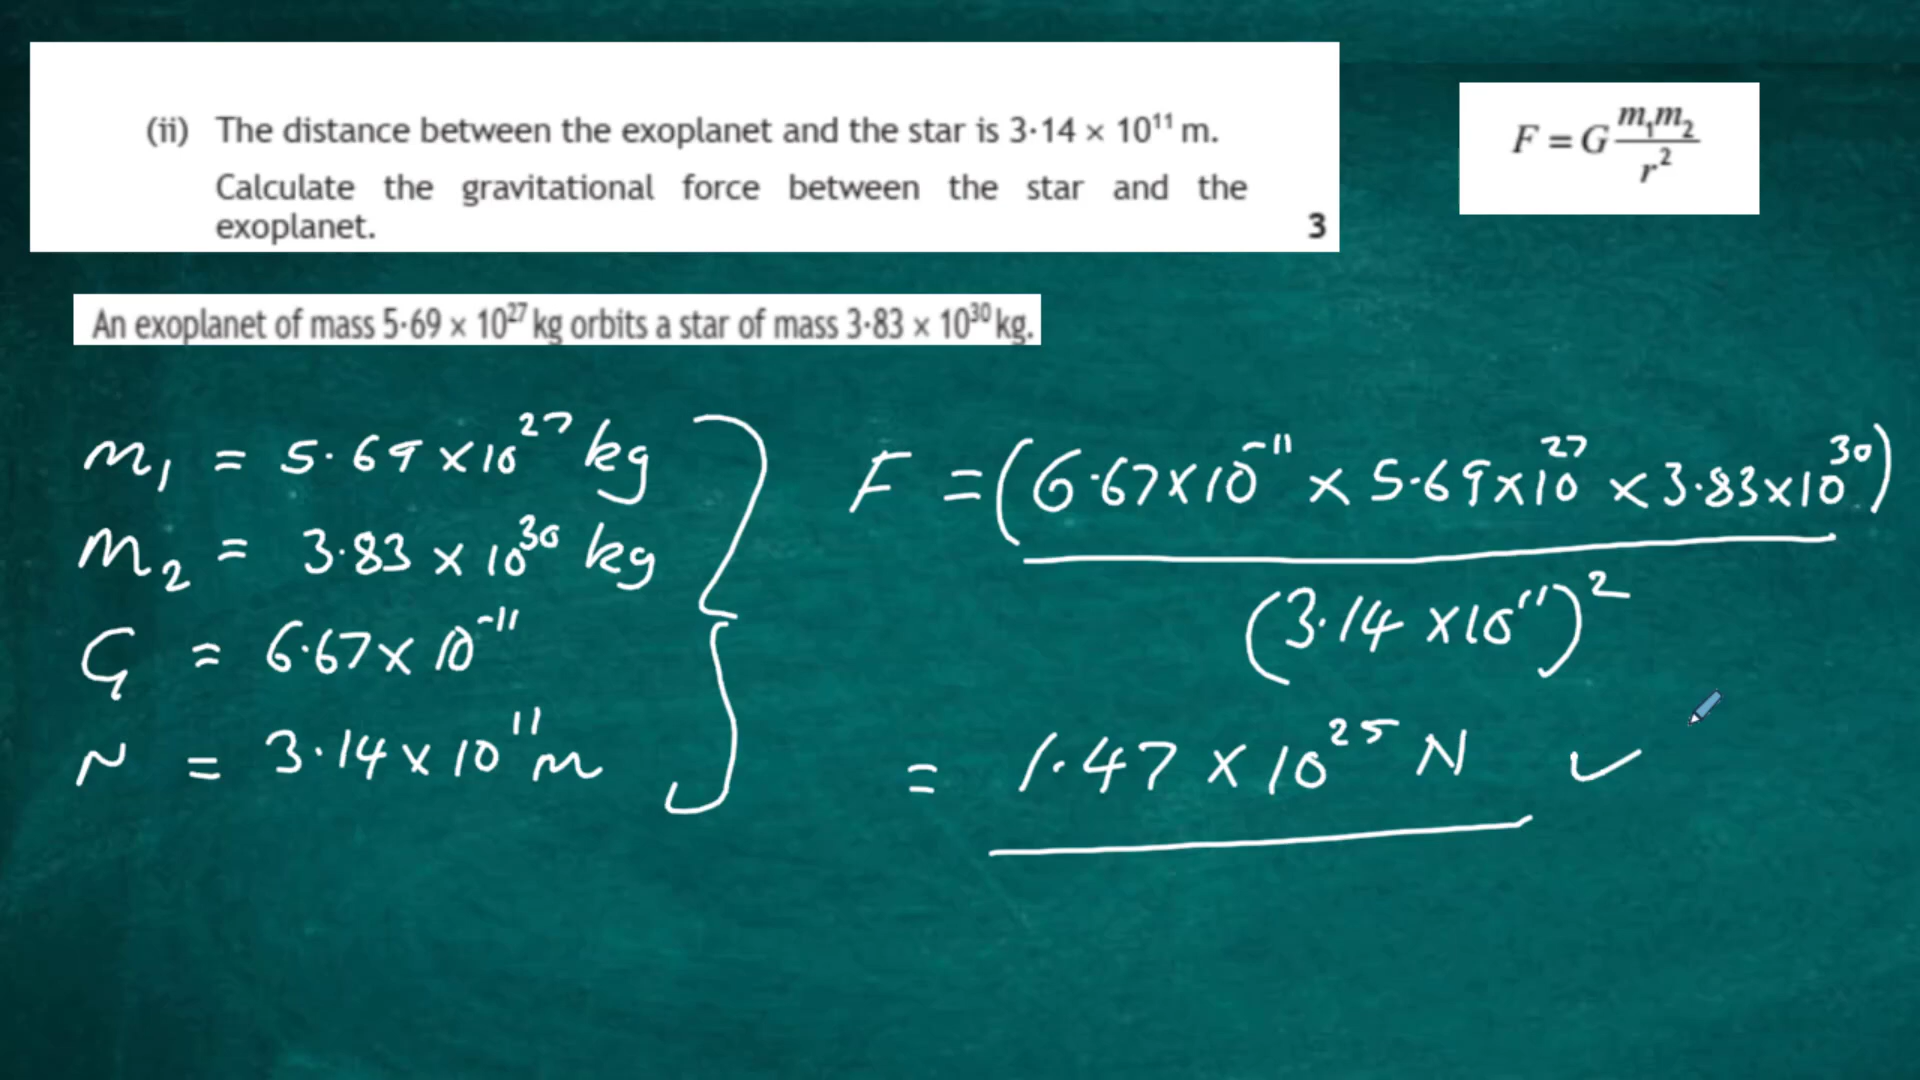 (ii) The distance between the exoplanet and the star is 3·14 × 10¹¹ m.
Calculate the gravitational force between the star and the
exoplanet.
3
F = G m₁m₂ / r²
An exoplanet of mass 5·69 × 10²⁷ kg orbits a star of mass 3·83 × 10³⁰ kg.
m₁ = 5·69 × 10²⁷ kg
m₂ = 3·83 × 10³⁰ kg
G = 6·67 × 10⁻¹¹
r = 3·14 × 10¹¹ m
F = (6·67 × 10⁻¹¹ × 5·69 × 10²⁷ × 3·83 × 10³⁰)
(3·14 × 10¹¹)²
= 1·47 × 10²⁵ N ✓